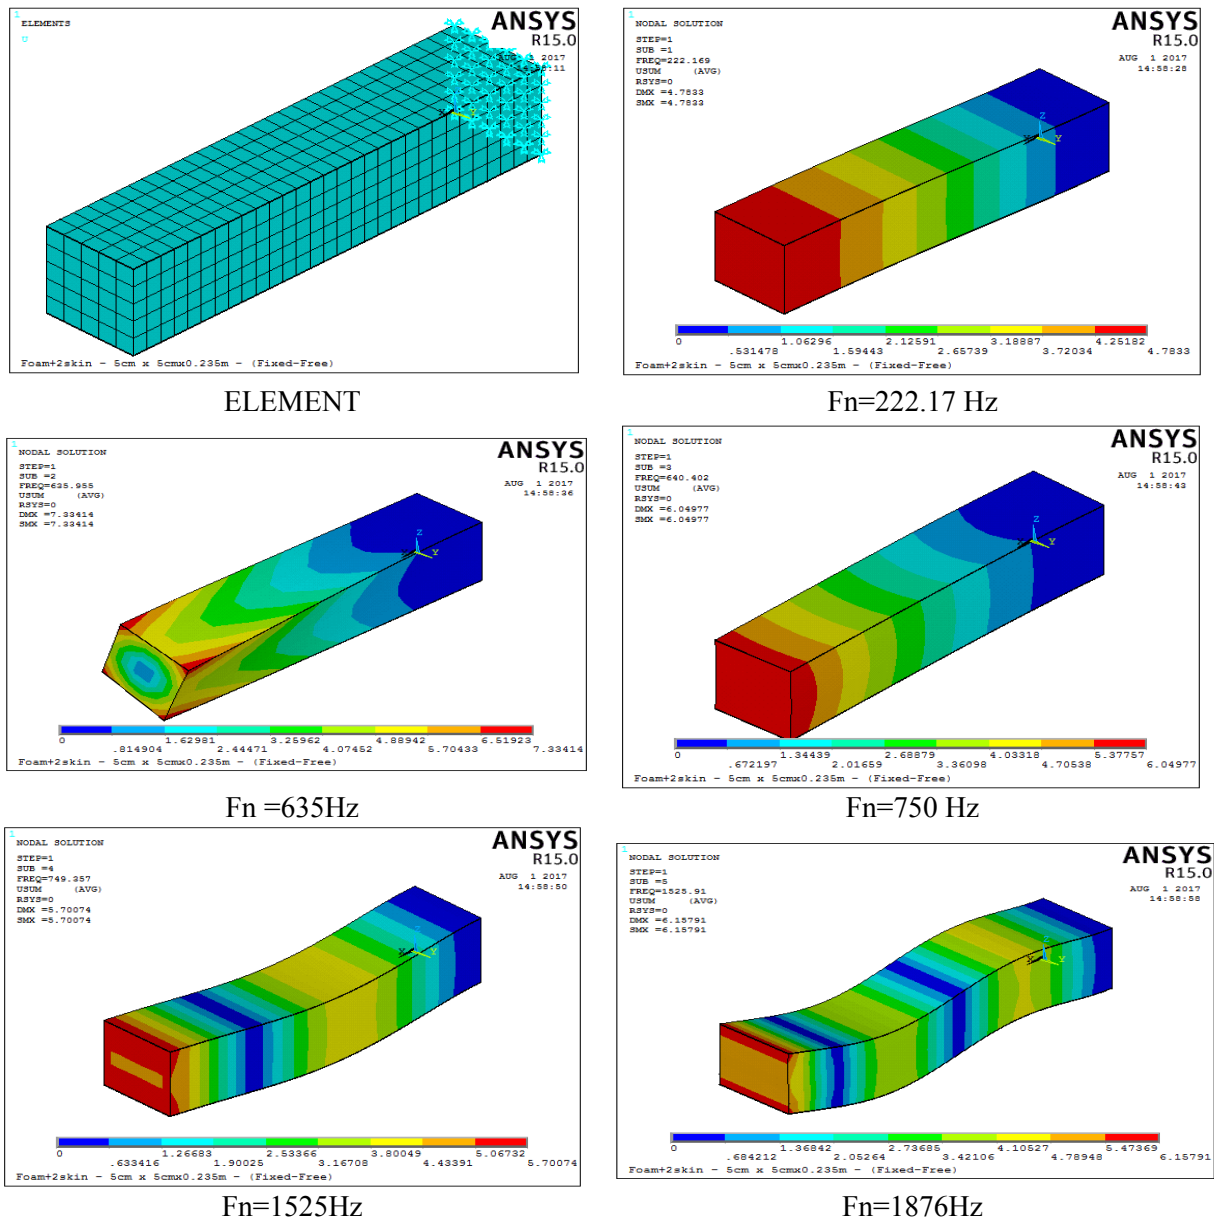 1
ELEMENTS
U
ANSYS
R15.0
AUG 1 2017
14:58:11
X
Foam+2skin - 5cm x 5cmx0.235m - (Fixed-Free)
ELEMENT
1
NODAL SOLUTION
STEP=1
SUB =1
FREQ=222.169
USUM (AVG)
RSYS=0
DMX =4.7833
SMX =4.7833
ANSYS
R15.0
AUG 1 2017
14:58:28
Z
X Y
0 1.06296 2.12591 3.18887 4.25182
.531478 1.59443 2.65739 3.72034 4.7833
Foam+2skin - 5cm x 5cmx0.235m - (Fixed-Free)
Fn=222.17 Hz
1
NODAL SOLUTION
STEP=1
SUB =2
FREQ=635.955
USUM (AVG)
RSYS=0
DMX =7.33414
SMX =7.33414
ANSYS
R15.0
AUG 1 2017
14:58:36
Z
Y
0 1.62981 3.25962 4.88942 6.51923
.814904 2.44471 4.07452 5.70433 7.33414
Foam+2skin - 5cm x 5cmx0.235m - (Fixed-Free)
Fn =635Hz
1
NODAL SOLUTION
STEP=1
SUB =3
FREQ=640.402
USUM (AVG)
RSYS=0
DMX =6.04977
SMX =6.04977
ANSYS
R15.0
AUG 1 2017
14:58:43
Z
Y
0 1.34439 2.68879 4.03318 5.37757
.672197 2.01659 3.36098 4.70538 6.04977
Foam+2skin - 5cm x 5cmx0.235m - (Fixed-Free)
Fn=750 Hz
1
NODAL SOLUTION
STEP=1
SUB =4
FREQ=749.357
USUM (AVG)
RSYS=0
DMX =5.70074
SMX =5.70074
ANSYS
R15.0
AUG 1 2017
14:58:50
Z
X Y
0 1.26683 2.53366 3.80049 5.06732
.633416 1.90025 3.16708 4.43391 5.70074
Foam+2skin - 5cm x 5cmx0.235m - (Fixed-Free)
Fn=1525Hz
1
NODAL SOLUTION
STEP=1
SUB =5
FREQ=1525.91
USUM (AVG)
RSYS=0
DMX =6.15791
SMX =6.15791
ANSYS
R15.0
AUG 1 2017
14:58:58
Z
X Y
0 1.36842 2.73685 4.10527 5.47369
.684212 2.05264 3.42106 4.78948 6.15791
Foam+2skin - 5cm x 5cmx0.235m - (Fixed-Free)
Fn=1876Hz